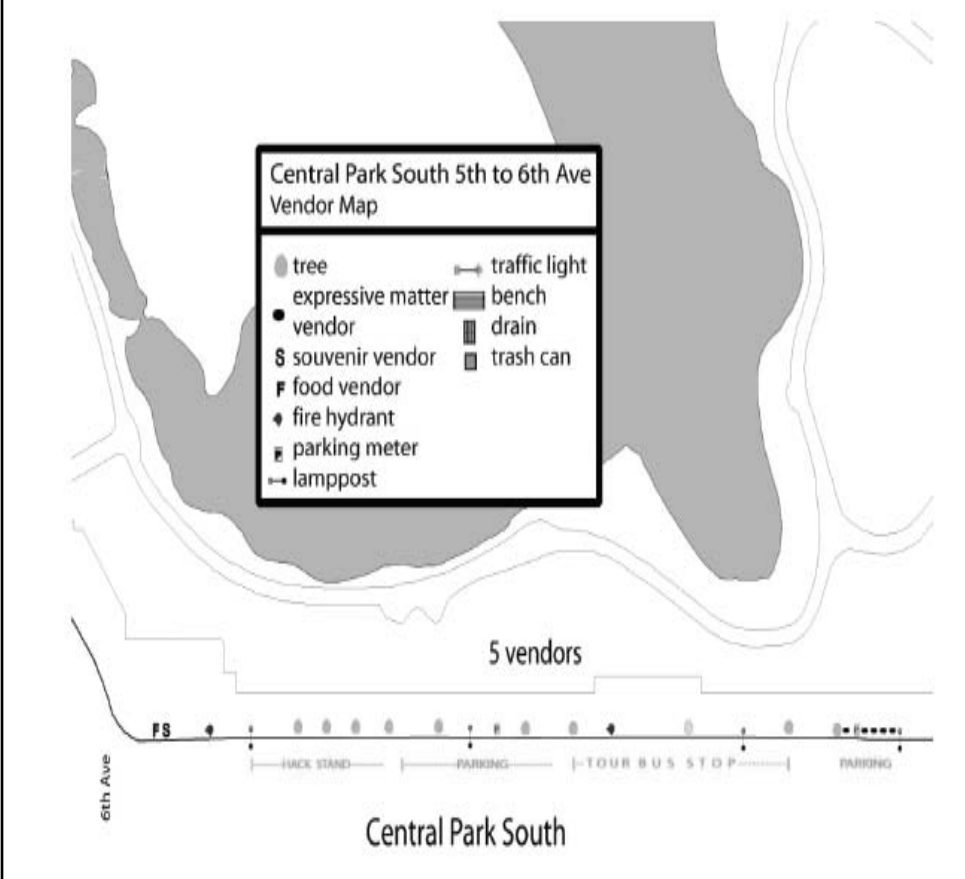 Central Park South 5th to 6th Ave
Vendor Map
tree
expressive matter
vendor
S souvenir vendor
F food vendor
fire hydrant
P parking meter
lamppost
traffic light
bench
drain
trash can
5 vendors
F S
HACK STAND
PARKING
TOUR BUS STOP
PARKING
6th Ave
Central Park South